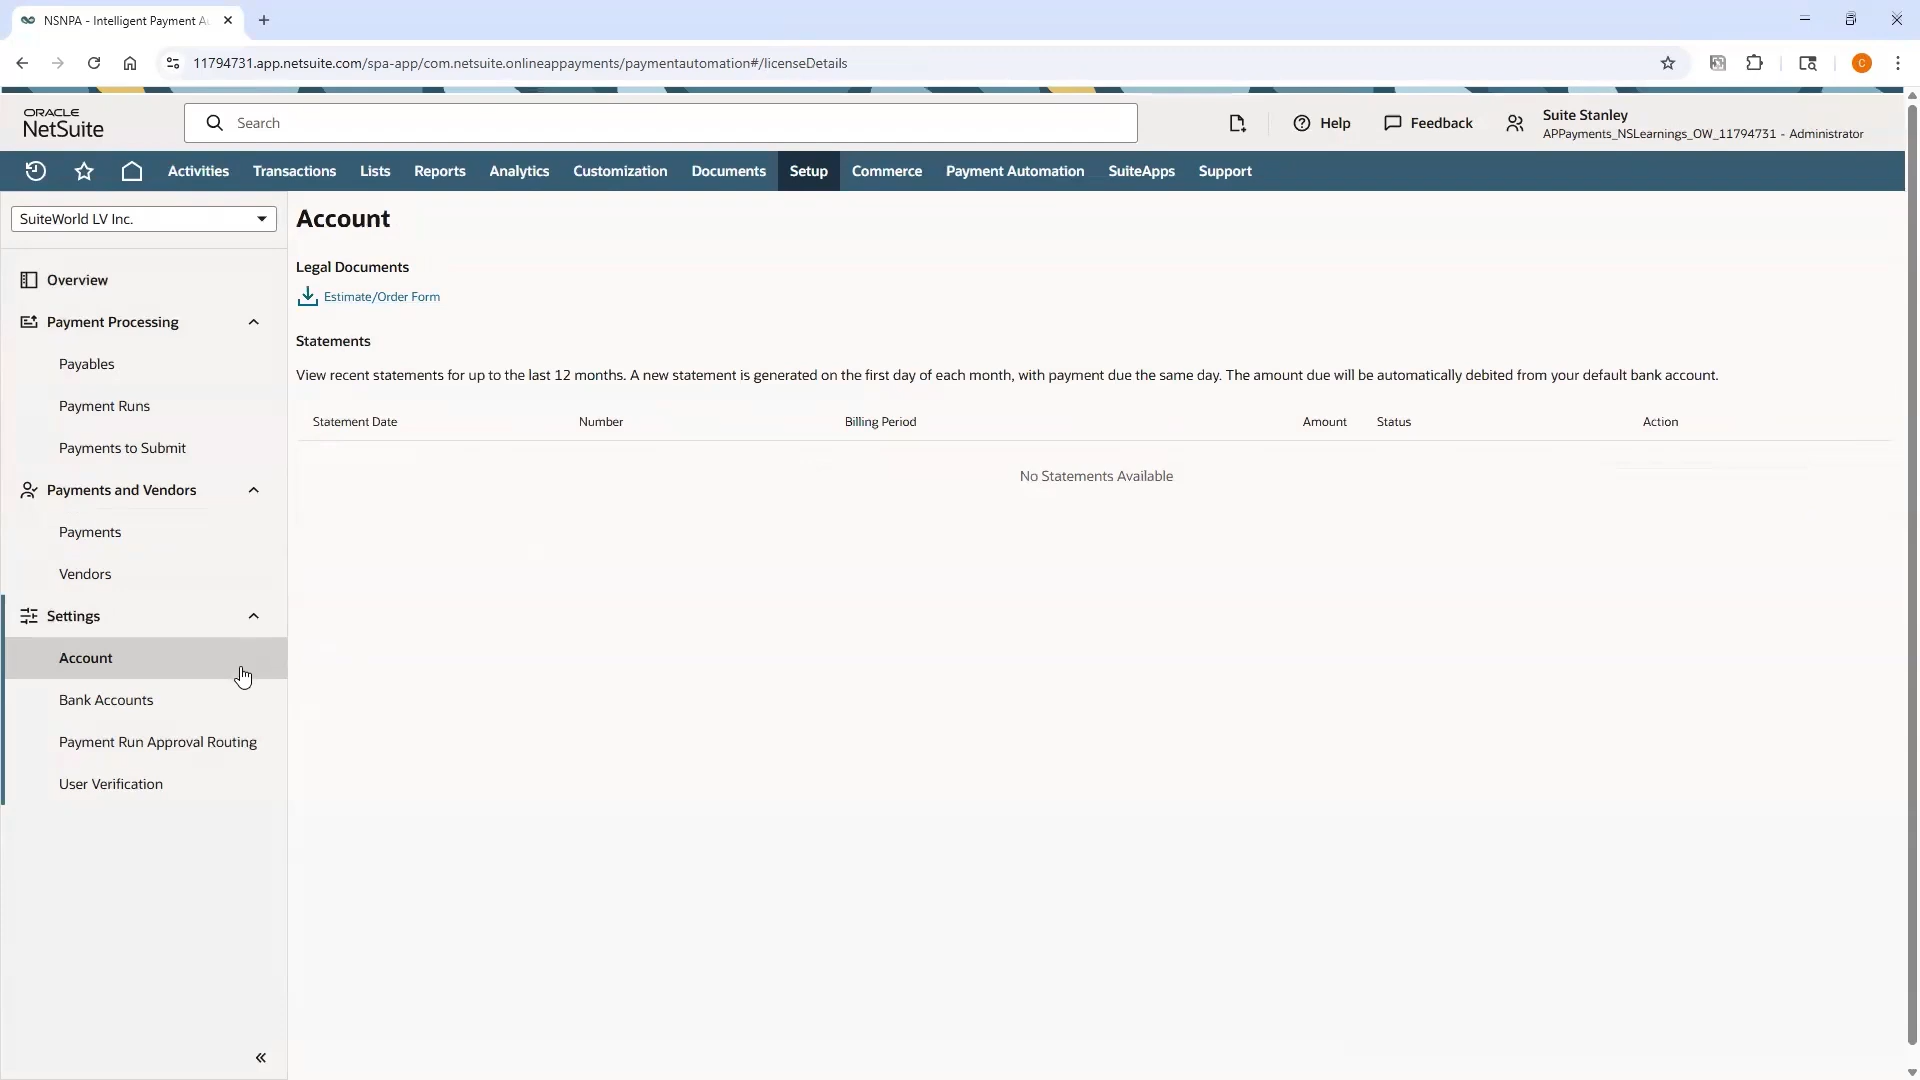 NSNPA - Intelligent Payment A
11794731.app.netsuite.com/spa-app/com.netsuite.onlineappayments/paymentautomation#/licenseDetails
C
ORACLE
NetSuite
Search
Help
Feedback
Suite Stanley
APPayments_NSLearnings_OW_11794731 - Administrator
Activities Transactions Lists Reports Analytics Customization Documents Setup Commerce Payment Automation SuiteApps Support
SuiteWorld LV Inc.
Overview
Payment Processing
Payables
Payment Runs
Payments to Submit
Payments and Vendors
Payments
Vendors
Settings
Account
Bank Accounts
Payment Run Approval Routing
User Verification
Account
Legal Documents
Estimate/Order Form
Statements
View recent statements for up to the last 12 months. A new statement is generated on the first day of each month, with payment due the same day. The amount due will be automatically debited from your default bank account.
Statement Date Number Billing Period Amount Status Action
No Statements Available